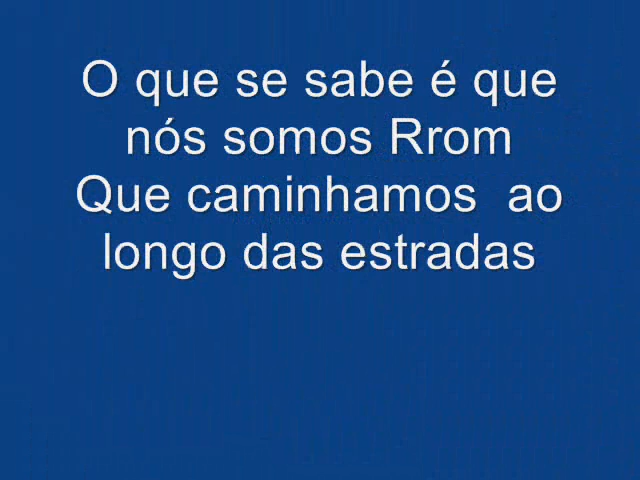 O que se sabe é que
nós somos Rrom
Que caminhamos  ao
longo das estradas